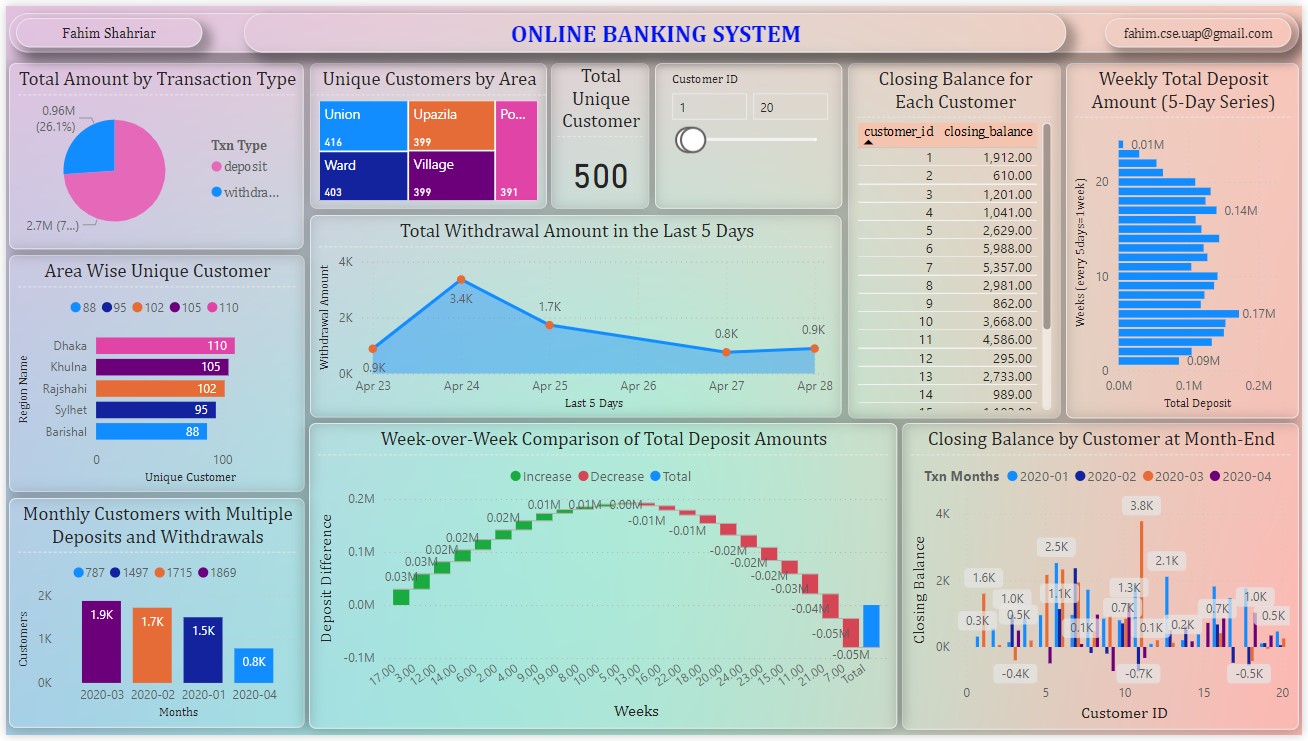 Fahim Shahriar
ONLINE BANKING SYSTEM
fahim.cse.uap@gmail.com
Total Amount by Transaction Type
0.96M
(26.1%)
2.7M (7...)
Txn Type
deposit
withdra...
Unique Customers by Area
Union
416
Upazila
399
Po...
391
Ward
403
Village
399
Total
Unique
Customer
500
Customer ID
1
20
Closing Balance for
Each Customer
customer_id closing_balance
1 1,912.00
2 610.00
3 1,201.00
4 1,041.00
5 2,629.00
6 5,988.00
7 5,357.00
8 2,981.00
9 862.00
10 3,668.00
11 4,586.00
12 295.00
13 2,733.00
14 989.00
Weekly Total Deposit
Amount (5-Day Series)
Weeks [every 5days=1week]
20
10
0
0.01M
0.14M
0.17M
0.09M
0.0M 0.1M 0.2M
Total Deposit
Area Wise Unique Customer
88 95 102 105 110
Region Name
Dhaka 110
Khulna 105
Rajshahi 102
Sylhet 95
Barishal 88
0 100
Unique Customer
Total Withdrawal Amount in the Last 5 Days
Withdrawal Amount
4K
2K
0K
0.9K
3.4K
1.7K
0.8K
0.9K
Apr 23 Apr 24 Apr 25 Apr 26 Apr 27 Apr 28
Last 5 Days
Monthly Customers with Multiple
Deposits and Withdrawals
787 1497 1715 1869
Customers
2K
1K
0K
1.9K
1.7K
1.5K
0.8K
2020-03 2020-02 2020-01 2020-04
Months
Week-over-Week Comparison of Total Deposit Amounts
Increase Decrease Total
Deposit Difference
0.2M
0.1M
0.0M
-0.1M
0.03M
0.03M
0.02M
0.02M
0.02M
0.01M
0.01M
0.00M
-0.01M
-0.01M
-0.02M
-0.02M
-0.02M
-0.03M
-0.04M
-0.05M
-0.05M
17.00 3.00 12.00 14.00 6.00 2.00 4.00 9.00 19.00 16.00 10.00 5.00 13.00 8.00 18.00 20.00 22.00 24.00 23.00 15.00 11.00 21.00 7.00 Total
Weeks
Closing Balance by Customer at Month-End
Txn Months 2020-01 2020-02 2020-03 2020-04
Closing Balance
4K
2K
0K
0.3K
1.6K
1.0K
0.5K
-0.4K
2.5K
1.1K
0.1K
1.3K
0.7K
3.8K
-0.7K
0.1K
2.1K
0.2K
0.7K
1.0K
-0.5K
0.5K
0 5 10 15 20
Customer ID